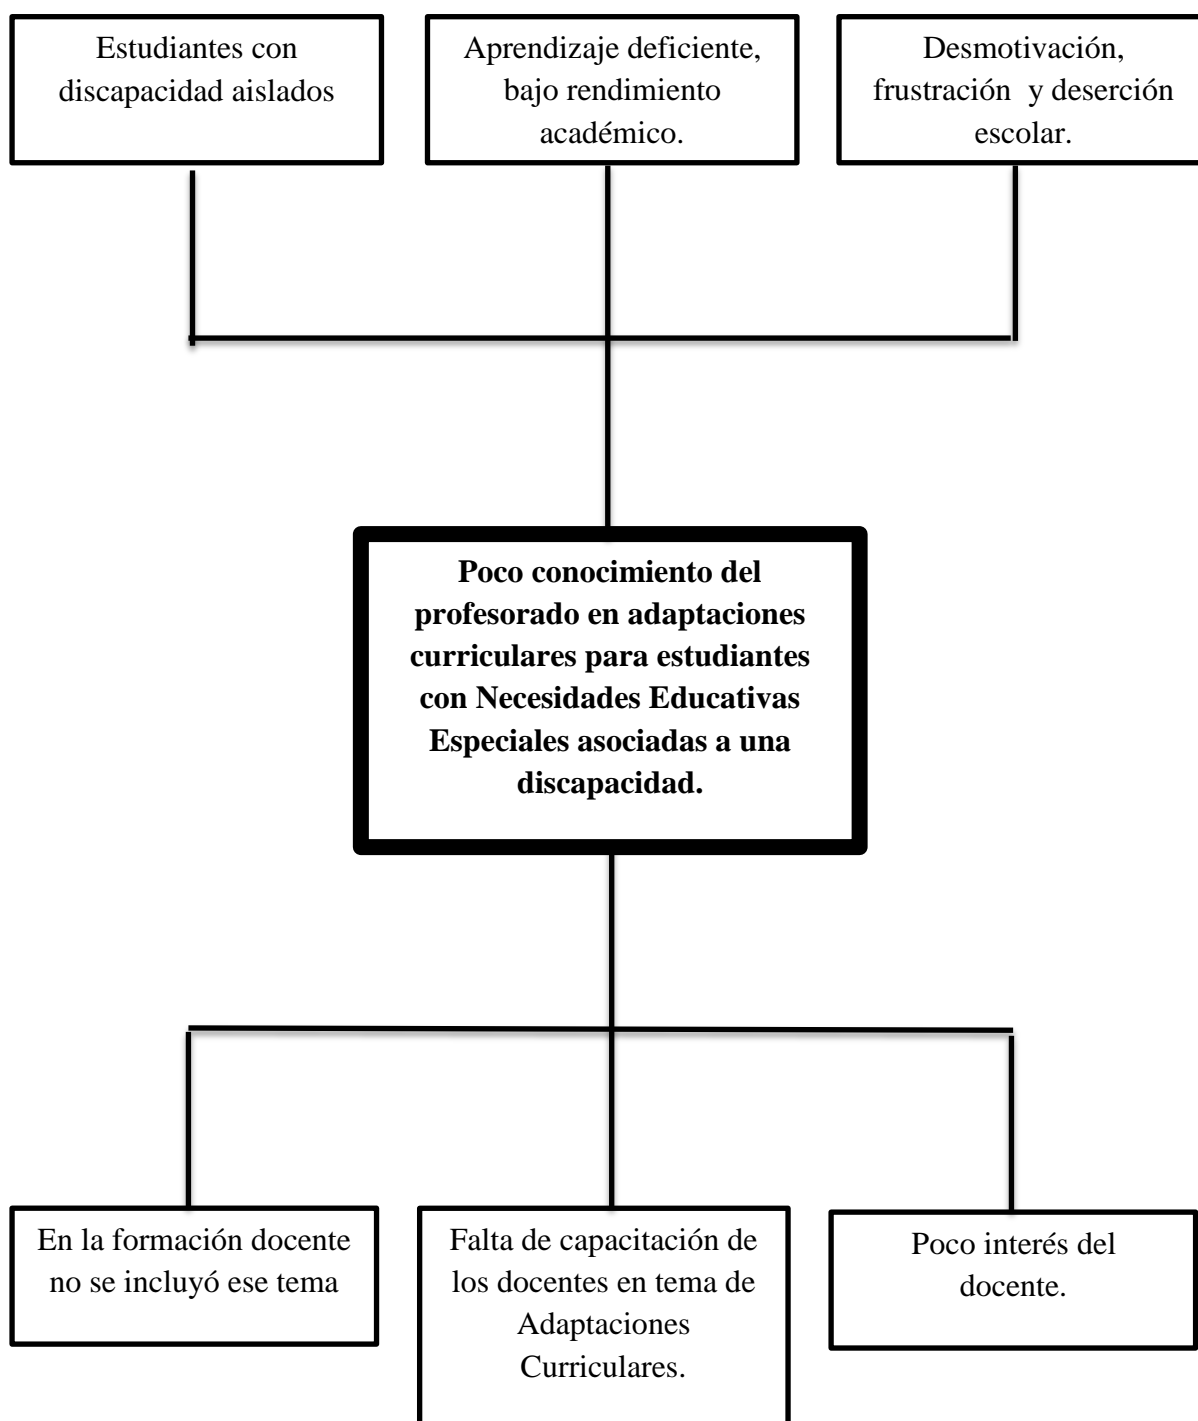 Estudiantes con
discapacidad aislados
Aprendizaje deficiente,
bajo rendimiento
académico.
Desmotivación,
frustración  y deserción
escolar.
Poco conocimiento del
profesorado en adaptaciones
curriculares para estudiantes
con Necesidades Educativas
Especiales asociadas a una
discapacidad.
En la formación docente
no se incluyó ese tema
Falta de capacitación de
los docentes en tema de
Adaptaciones
Curriculares.
Poco interés del
docente.